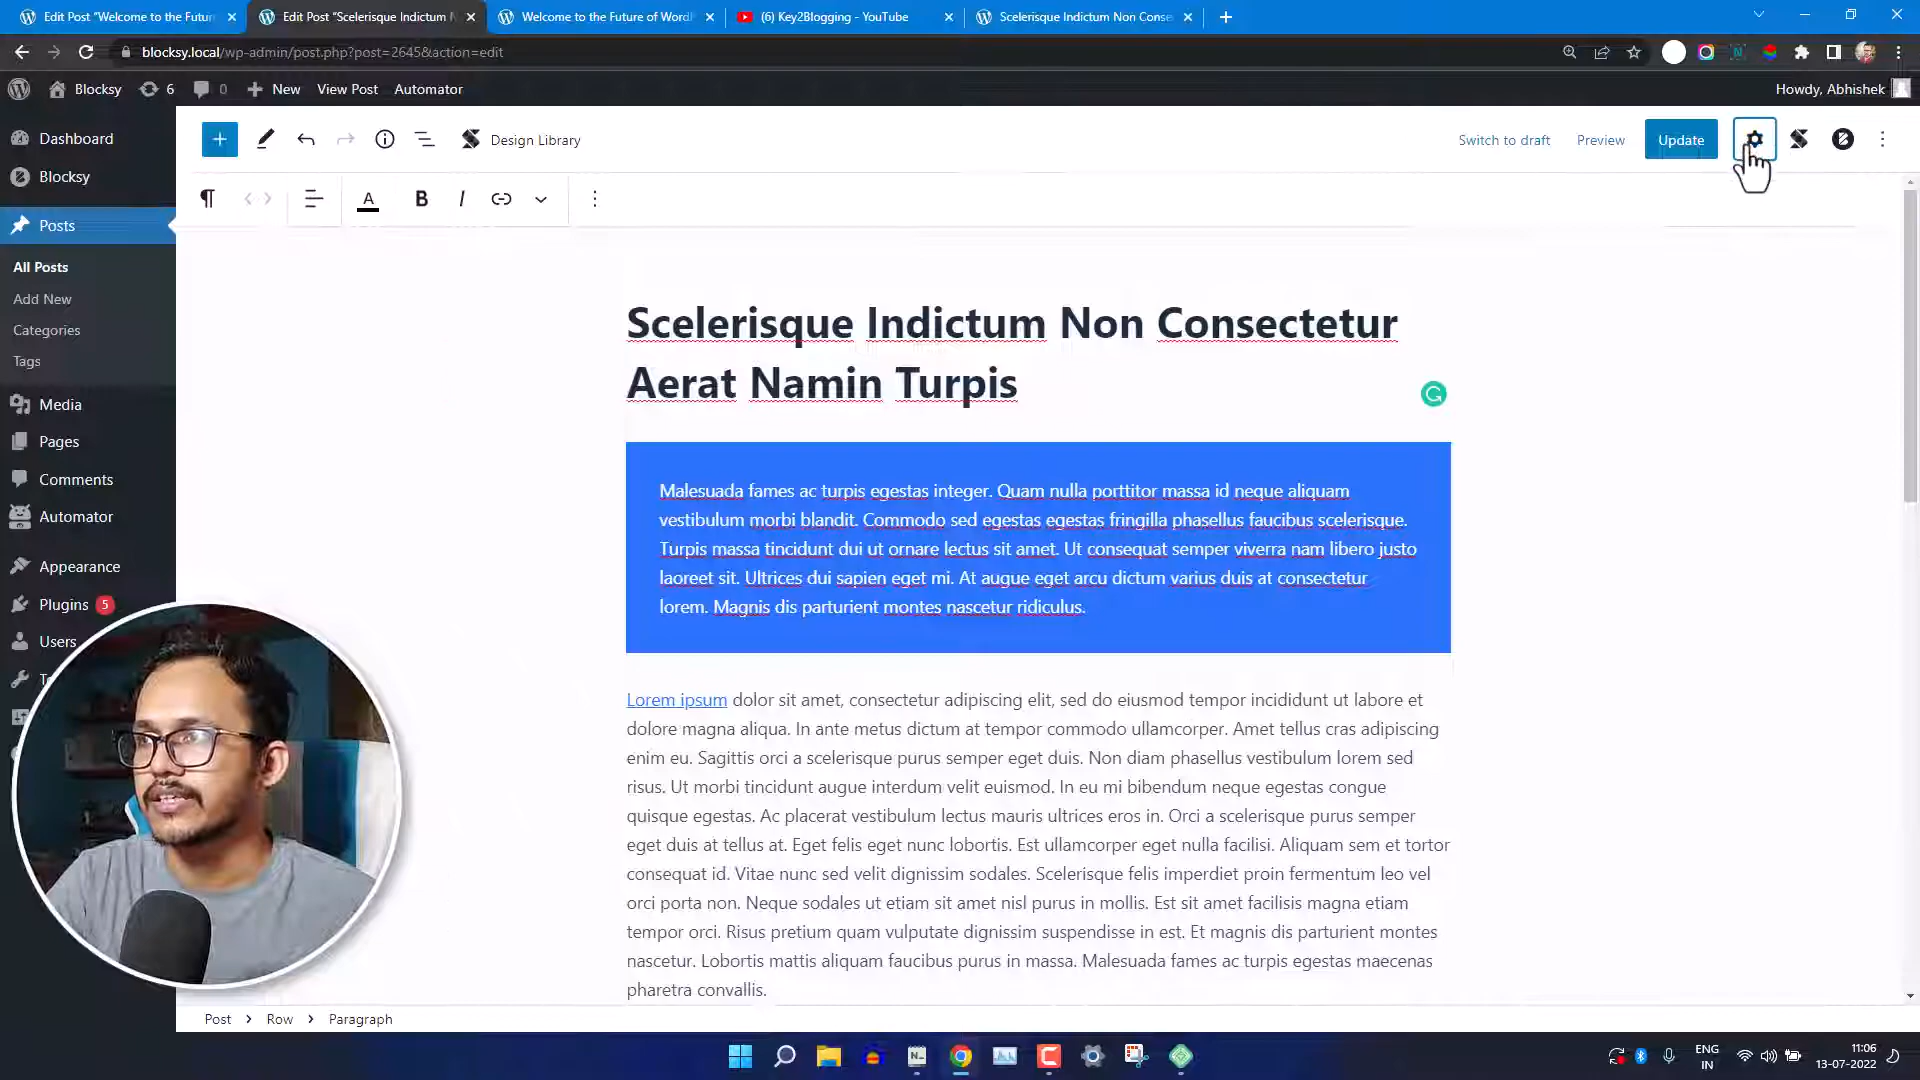 Edit Post "Welcome to the Futur
Edit Post "Scelerisque Indictum N
Welcome to the Future of WordP
(6) Key2Blogging - YouTube
Scelerisque Indictum Non Conse
blocksy.local/wp-admin/post.php?post=2645&action=edit
Blocksy
6
0
New
View Post
Automator
Howdy, Abhishek
Dashboard
Blocksy
Posts
All Posts
Add New
Categories
Tags
Media
Pages
Comments
Automator
Appearance
Plugins 5
Users
Design Library
Switch to draft
Preview
Update
A
B
I
Scelerisque Indictum Non Consectetur
Aerat Namin Turpis
Malesuada fames ac turpis egestas integer. Quam nulla porttitor massa id neque aliquam
vestibulum morbi blandit. Commodo sed egestas egestas fringilla phasellus faucibus scelerisque.
Turpis massa tincidunt dui ut ornare lectus sit amet. Ut consequat semper viverra nam libero justo
laoreet sit. Ultrices dui sapien eget mi. At augue eget arcu dictum varius duis at consectetur
lorem. Magnis dis parturient montes nascetur ridiculus.
Lorem ipsum dolor sit amet, consectetur adipiscing elit, sed do eiusmod tempor incididunt ut labore et
dolore magna aliqua. In ante metus dictum at tempor commodo ullamcorper. Amet tellus cras adipiscing
enim eu. Sagittis orci a scelerisque purus semper eget duis. Non diam phasellus vestibulum lorem sed
risus. Ut morbi tincidunt augue interdum velit euismod. In eu mi bibendum neque egestas congue
quisque egestas. Ac placerat vestibulum lectus mauris ultrices eros in. Orci a scelerisque purus semper
eget duis at tellus at. Eget felis eget nunc lobortis. Est ullamcorper eget nulla facilisi. Aliquam sem et tortor
consequat id. Vitae nunc sed velit dignissim sodales. Scelerisque felis imperdiet proin fermentum leo vel
orci porta non. Neque sodales ut etiam sit amet nisl purus in mollis. Est sit amet facilisis magna etiam
tempor orci. Risus pretium quam vulputate dignissim suspendisse in est. Et magnis dis parturient montes
nascetur. Lobortis mattis aliquam faucibus purus in massa. Malesuada fames ac turpis egestas maecenas
pharetra convallis.
Post
Row
Paragraph
ENG
IN
11:06
13-07-2022